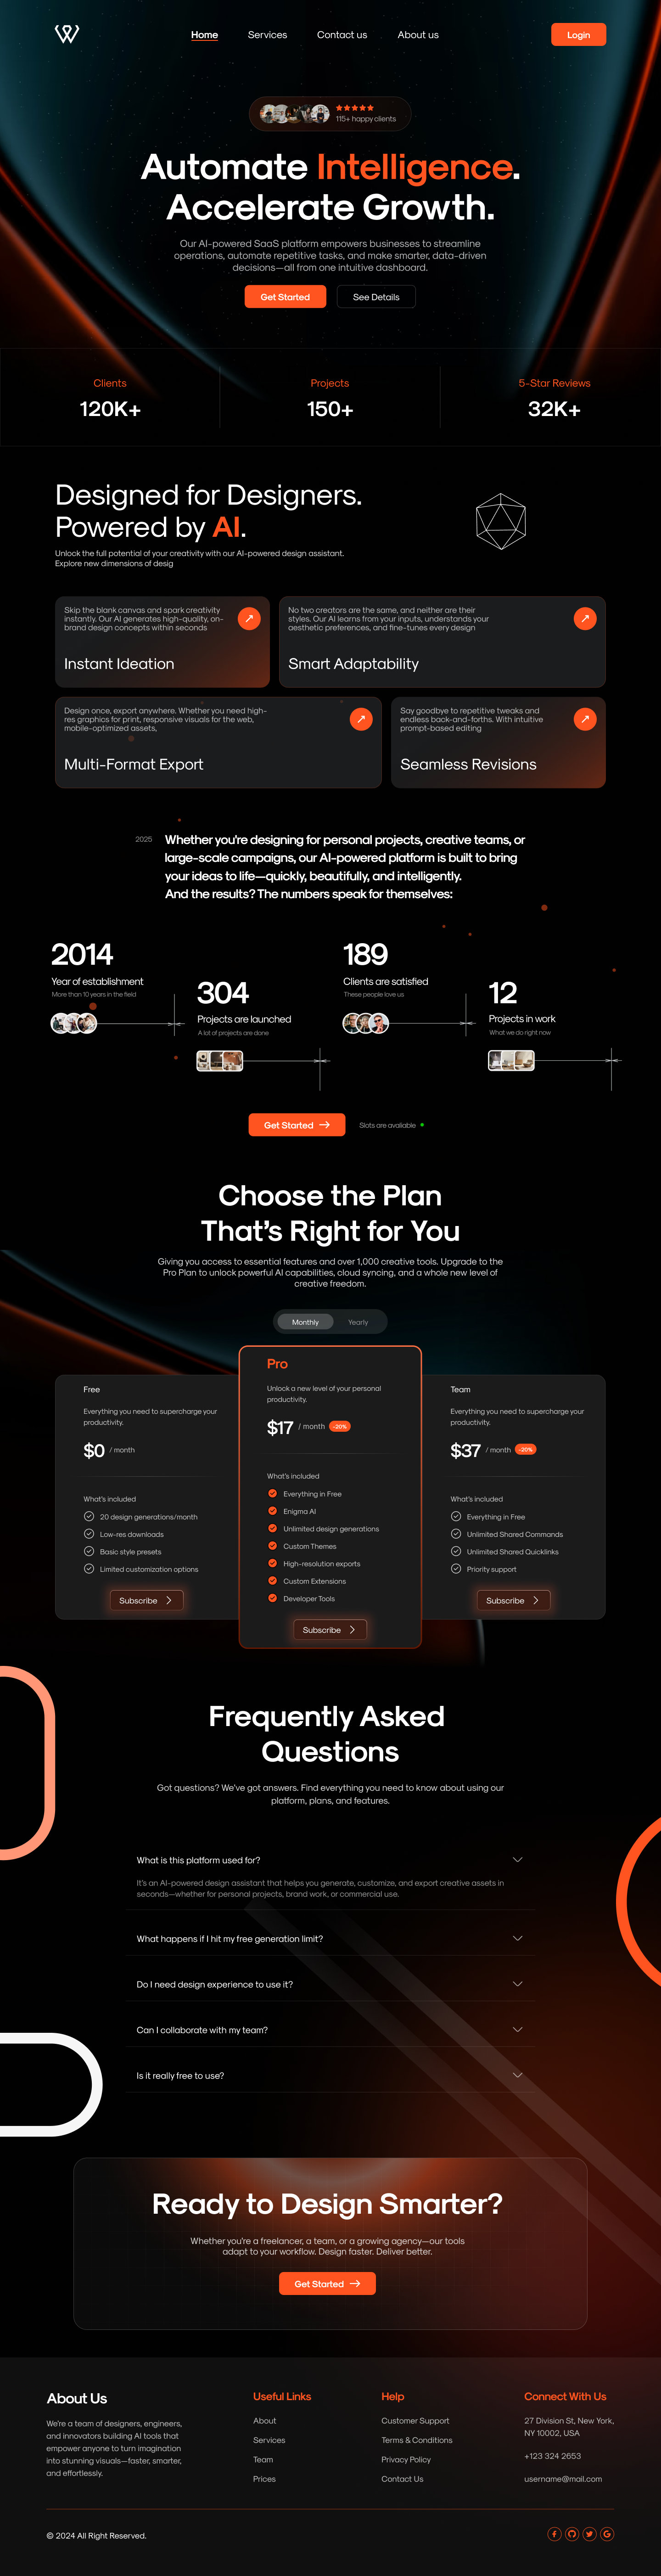 Home
Services
Contact us
About us
Login
115+ happy clients
Automate Intelligence.
Accelerate Growth.
Our AI-powered SaaS platform empowers businesses to streamline
operations, automate repetitive tasks, and make smarter, data-driven
decisions—all from one intuitive dashboard.
Get Started
See Details
Clients
120K+
Projects
150+
5-Star Reviews
32K+
Designed for Designers.
Powered by AI.
Unlock the full potential of your creativity with our AI-powered design assistant.
Explore new dimensions of desig
Skip the blank canvas and spark creativity
instantly. Our AI generates high-quality, on-
brand design concepts within seconds
Instant Ideation
No two creators are the same, and neither are their
styles. Our AI learns from your inputs, understands your
aesthetic preferences, and fine-tunes every design
Smart Adaptability
Design once, export anywhere. Whether you need high-
res graphics for print, responsive visuals for the web,
mobile-optimized assets,
Multi-Format Export
Say goodbye to repetitive tweaks and
endless back-and-forths. With intuitive
prompt-based editing
Seamless Revisions
2025
Whether you're designing for personal projects, creative teams, or
large-scale campaigns, our AI-powered platform is built to bring
your ideas to life—quickly, beautifully, and intelligently.
And the results? The numbers speak for themselves:
2014
Year of establishment
More than 10 years in the field
304
Projects are launched
A lot of projects are done
189
Clients are satisfied
These people love us
12
Projects in work
What we do right now
Get Started
Slots are available
Choose the Plan
That's Right for You
Giving you access to essential features and over 1,000 creative tools. Upgrade to the
Pro Plan to unlock powerful AI capabilities, cloud syncing, and a whole new level of
creative freedom.
Monthly
Yearly
Free
Everything you need to supercharge your
productivity.
$0 / month
What's included
20 design generations/month
Low-res downloads
Basic style presets
Limited customization options
Subscribe
Pro
Unlock a new level of your personal
productivity.
$17 / month -20%
What's included
Everything in Free
Enigma AI
Unlimited design generations
Custom Themes
High-resolution exports
Custom Extensions
Developer Tools
Subscribe
Team
Everything you need to supercharge your
productivity.
$37 / month -20%
What's included
Everything in Free
Unlimited Shared Commands
Unlimited Shared Quicklinks
Priority support
Subscribe
Frequently Asked
Questions
Got questions? We've got answers. Find everything you need to know about using our
platform, plans, and features.
What is this platform used for?
It's an AI-powered design assistant that helps you generate, customize, and export creative assets in
seconds—whether for personal projects, brand work, or commercial use.
What happens if I hit my free generation limit?
Do I need design experience to use it?
Can I collaborate with my team?
Is it really free to use?
Ready to Design Smarter?
Whether you're a freelancer, a team, or a growing agency—our tools
adapt to your workflow. Design faster. Deliver better.
Get Started
About Us
We're a team of designers, engineers,
and innovators building AI tools that
empower anyone to turn imagination
into stunning visuals—faster, smarter,
and effortlessly.
Useful Links
About
Services
Team
Prices
Help
Customer Support
Terms & Conditions
Privacy Policy
Contact Us
Connect With Us
27 Division St, New York,
NY 10002, USA
+123 324 2653
username@mail.com
© 2024 All Right Reserved.